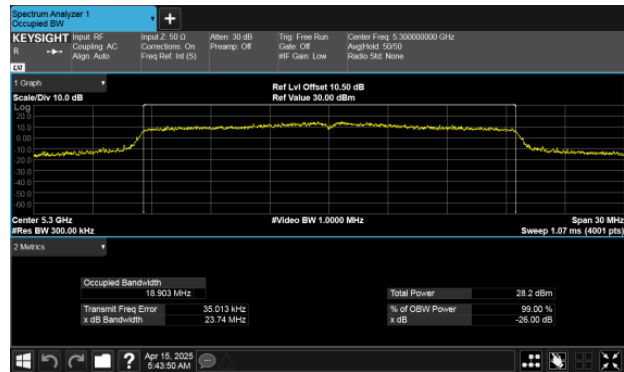 Spectrum Analyzer 1
Occupied BW
+
KEYSIGHT
R
LXI
Input: RF
Coupling: AC
Align: Auto
Input Z: 50 Ω
Corrections: On
Freq Ref: Int (S)
Atten: 30 dB
Preamp: Off
Trig: Free Run
Gate: Off
#IF Gain: Low
Center Freq: 5.300000000 GHz
Avg|Hold: 50/50
Radio Std: None
1 Graph
Scale/Div 10.0 dB
Ref Lvl Offset 10.50 dB
Ref Value 30.00 dBm
Log
20.0
10.0
0.00
-10.0
-20.0
-30.0
-40.0
-50.0
-60.0
Center 5.3 GHz
#Res BW 300.00 kHz
#Video BW 1.0000 MHz
Span 30 MHz
Sweep 1.07 ms (4001 pts)
2 Metrics
Occupied Bandwidth
18.903 MHz
Transmit Freq Error 35.013 kHz
x dB Bandwidth 23.74 MHz
Total Power 28.2 dBm
% of OBW Power 99.00 %
x dB -26.00 dB
?
Apr 15, 2025
5:43:50 AM